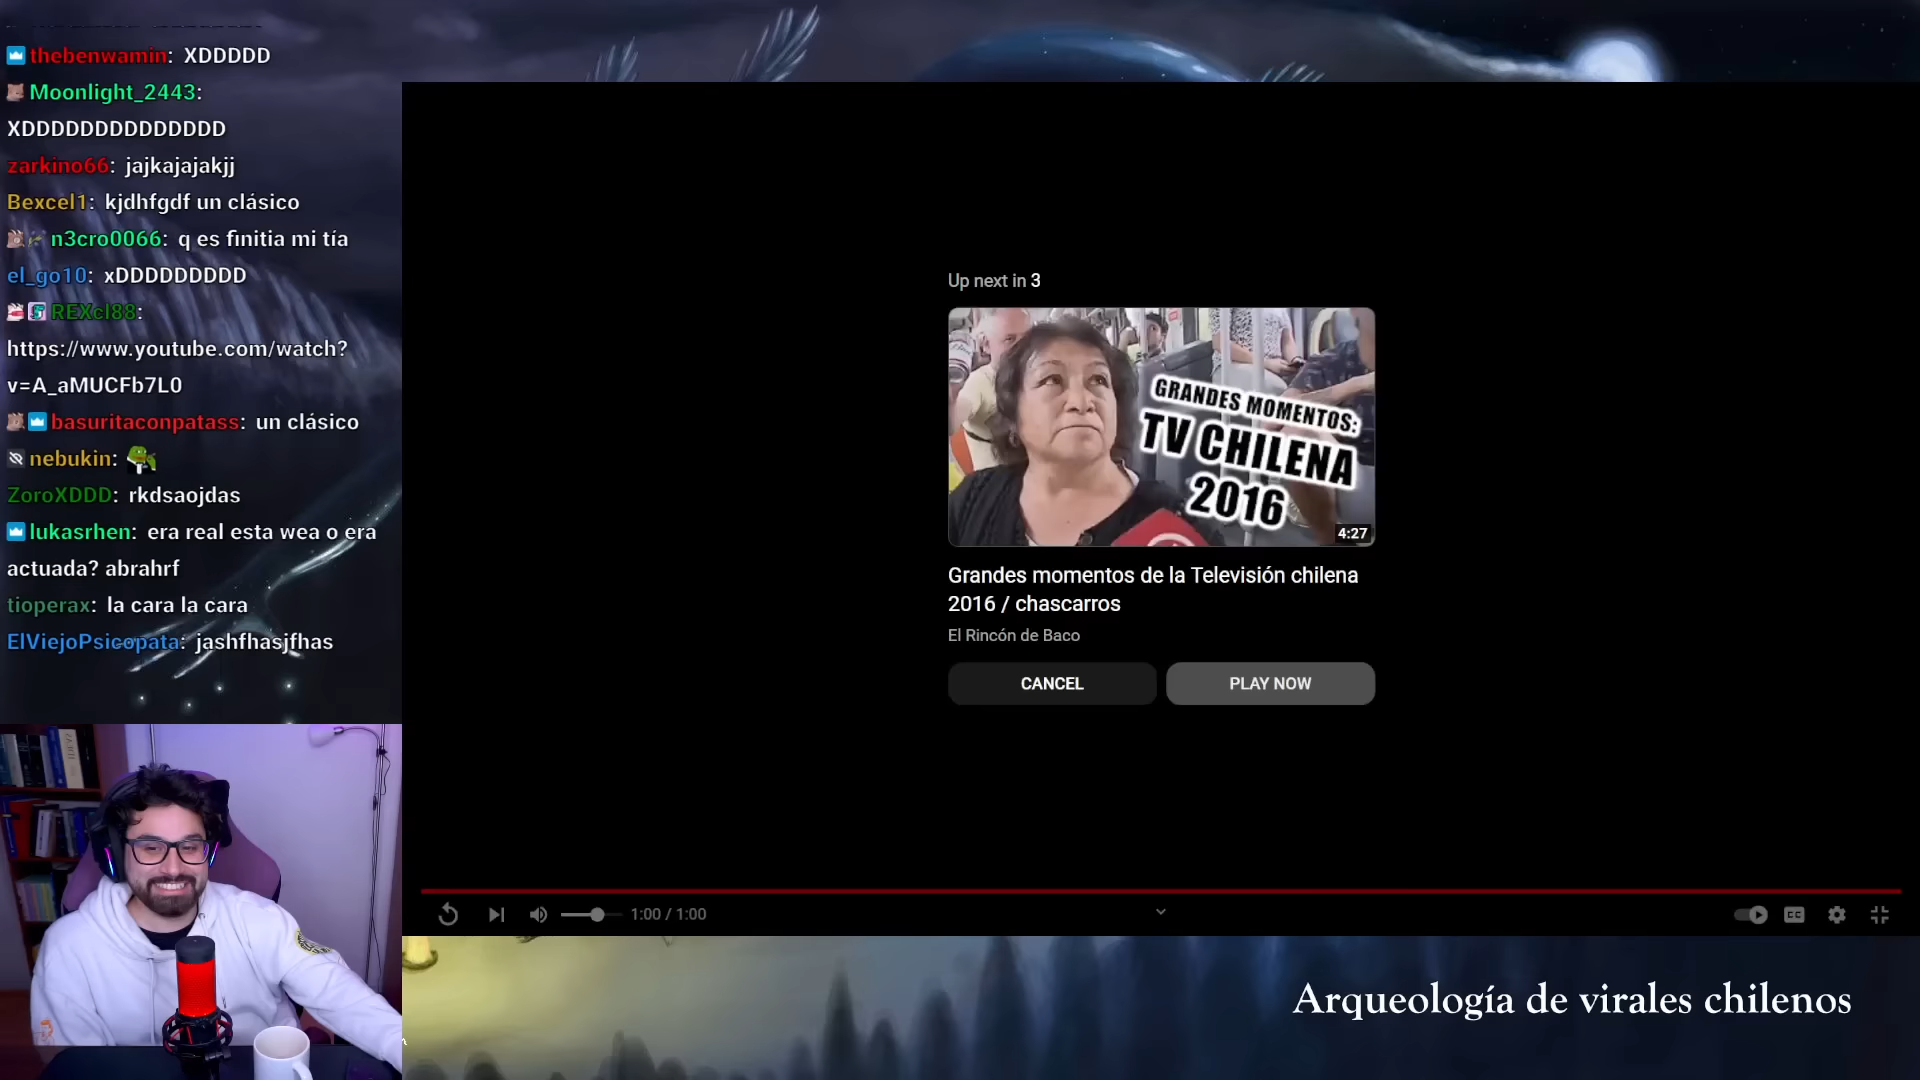 thebenwamin: XDDDDD
Moonlight_2443:
XDDDDDDDDDDDDDD
zarkino66: jajkajajakjj
Bexcel1: kjdhfgdf un clásico
n3cro0066: q es finitia mi tía
el_go10: xDDDDDDDDD
REXcl88:
https://www.youtube.com/watch?
v=A_aMUCFb7L0
basuritaconpatass: un clásico
nebukin:
ZoroXDDD: rkdsaojdas
lukasrhen: era real esta wea o era
actuada? abrahrf
tioperax: la cara la cara
ElViejoPsicopata: jashfhasjfhas
Up next in 3
GRANDES MOMENTOS:
TV CHILENA
2016
4:27
Grandes momentos de la Televisión chilena
2016 / chascarros
El Rincón de Baco
CANCEL
PLAY NOW
1:00 / 1:00
CC
Arqueología de virales chilenos